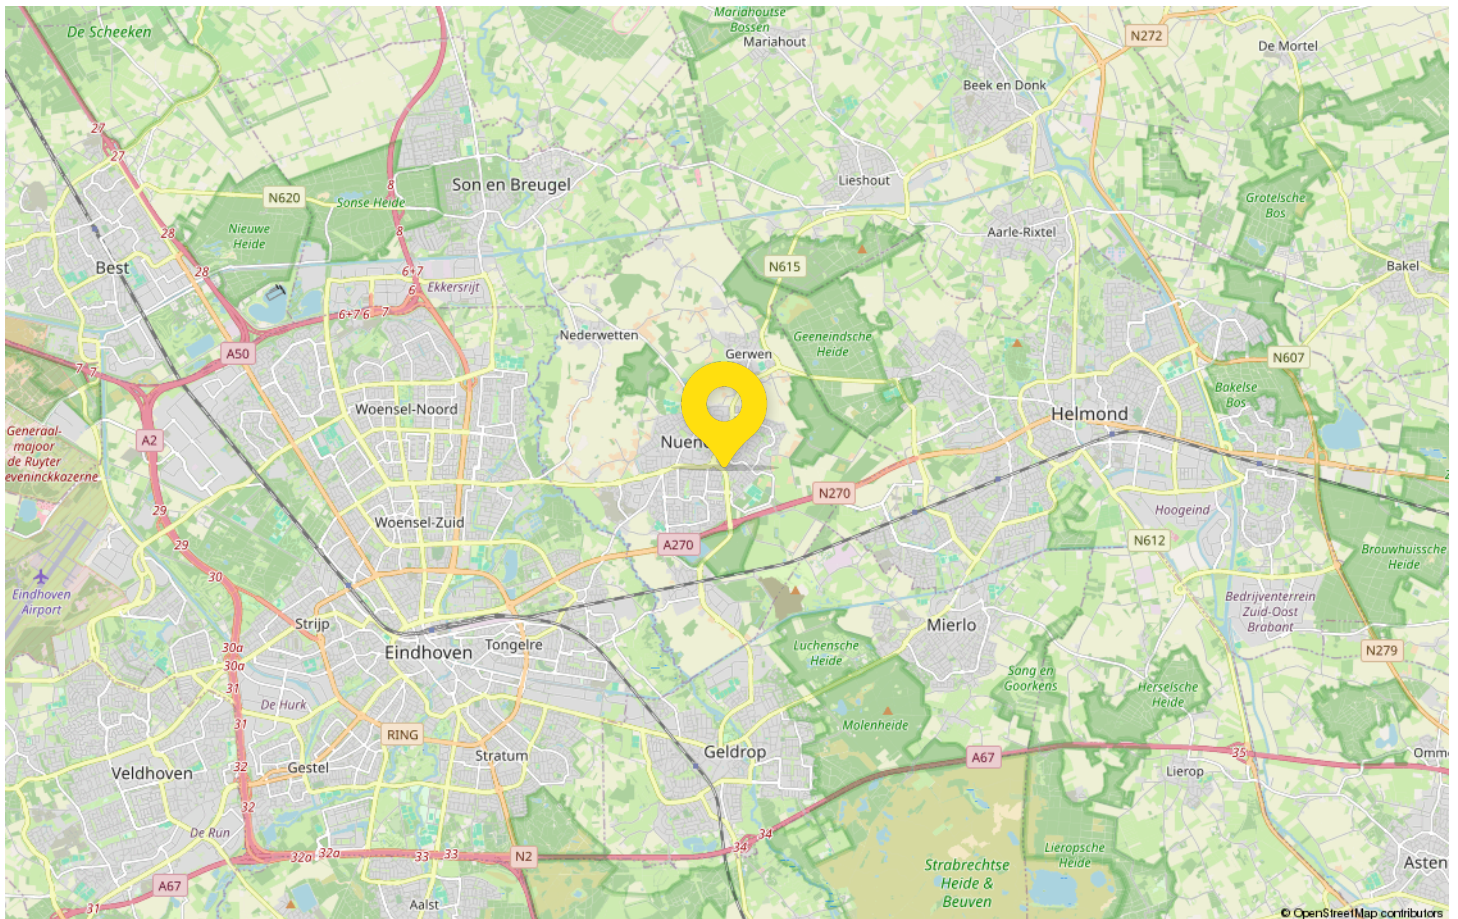 De Scheeken
Mariahoutse
Bossen
Mariahout
N272
De Mortel
Beek en Donk
27
27
8
Son en Breugel
Lieshout
N620
Sonse Heide
Grotelsche
Bos
Nieuwe
Heide
28
8
Aarle-Rixtel
Best
28
6+7
N615
Bakel
6
Ekkersrijt
6+7 6
7
Nederwetten
Geeneindsche
Heide
A50
Gerwen
N607
7
7
Bakelse
Bos
Woensel-Noord
Helmond
Generaal-
majoor
de Ruyter
eveninckkazerne
A2
Nuen
N270
29
Hoogeind
Woensel-Zuid
29
A270
N612
Brouwhuissche
Heide
30
Eindhoven
Airport
Bedrijventerrein
Zuid-Oost
Brabant
Strijp
Mierlo
30a
Tongelre
Luchensche
Heide
Eindhoven
N279
30a
31
Sang en
Goorkens
Herselsche
Heide
De Hurk
31
Molenheide
RING
Stratum
Geldrop
A67
35
Omm
32
Gestel
Veldhoven
Lierop
32
De Run
34
34
Lieropsche
Heide
32a
32a
33
33
N2
Strabrechtse
Heide &
Beuven
Asten
A67
31
Aalst
© OpenStreetMap contributors